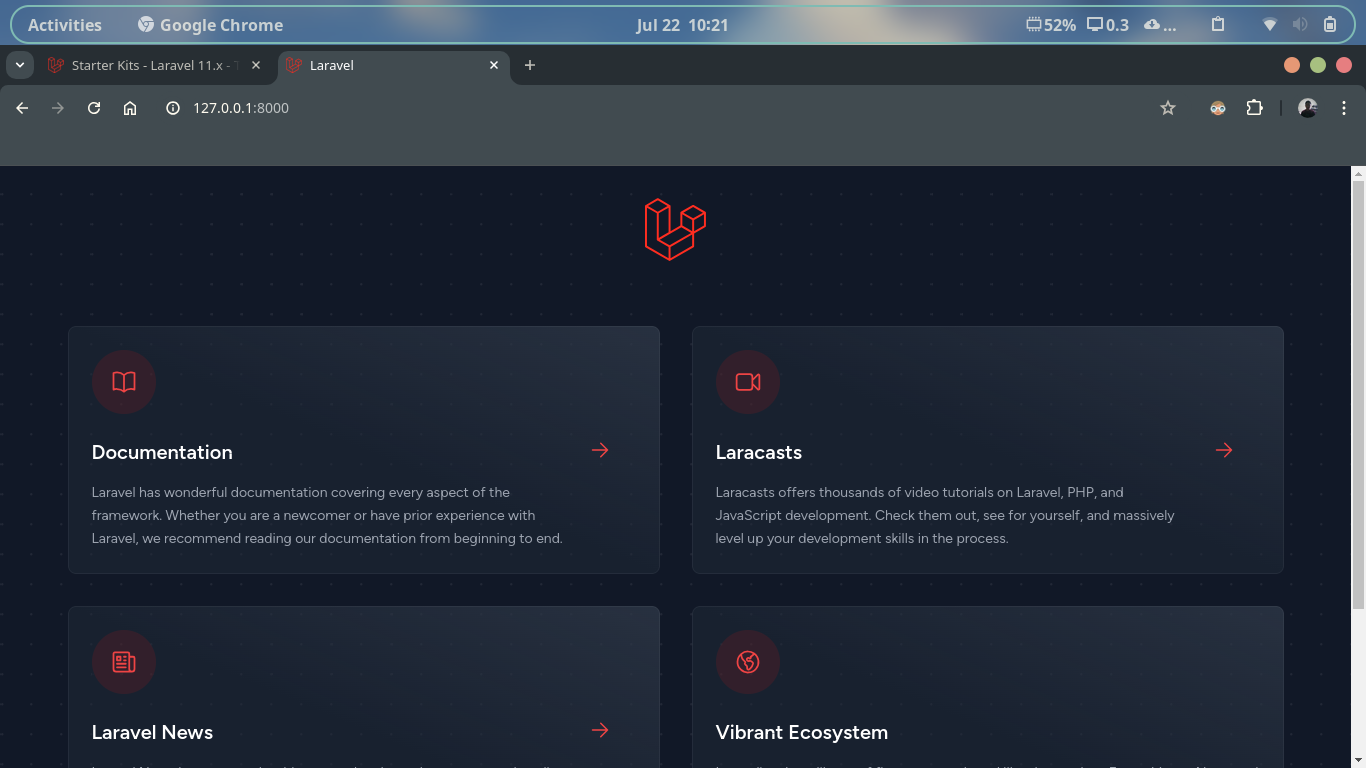 Activities Google Chrome Jul 22 10:21 52% 0.3 ...
Starter Kits - Laravel 11.x - T Laravel
127.0.0.1:8000
Documentation
Laravel has wonderful documentation covering every aspect of the
framework. Whether you are a newcomer or have prior experience with
Laravel, we recommend reading our documentation from beginning to end.
Laracasts
Laracasts offers thousands of video tutorials on Laravel, PHP, and
JavaScript development. Check them out, see for yourself, and massively
level up your development skills in the process.
Laravel News
Vibrant Ecosystem